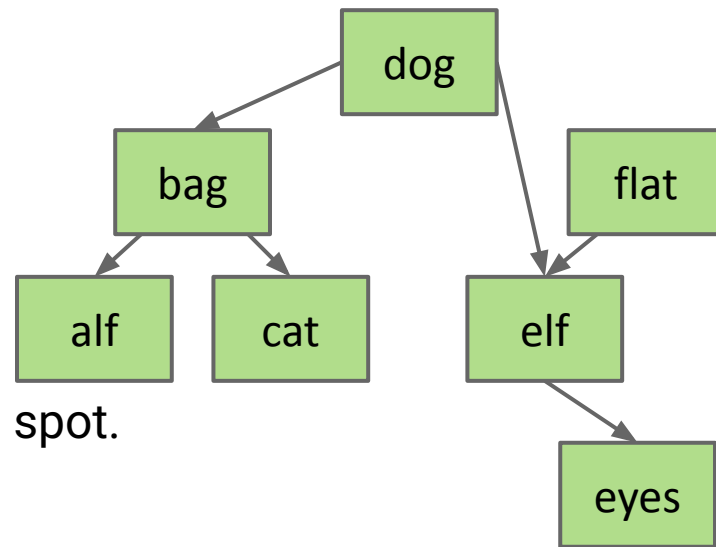 dog
bag
flat
alf
cat
elf
spot.
eyes